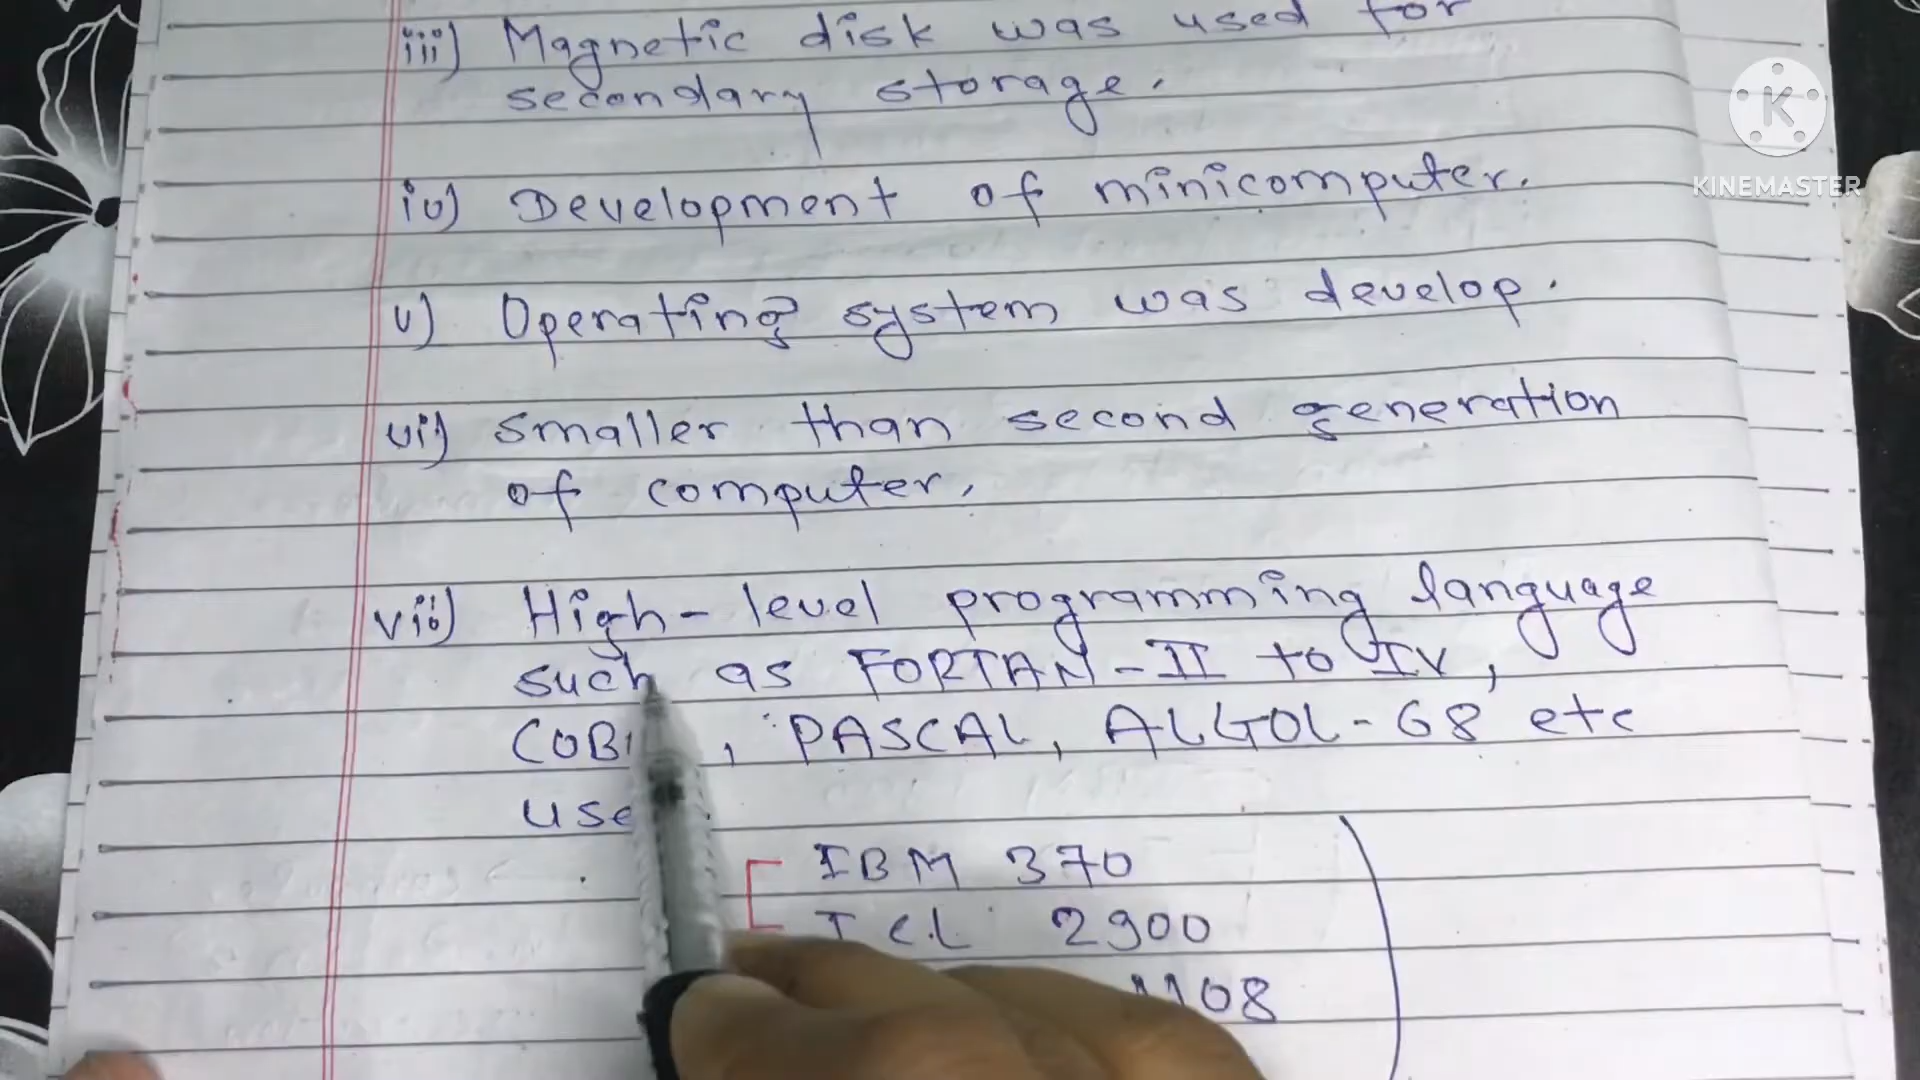 iii) Magnetic disk was used for
secondary storage.
iv) Development of minicomputer.
v) Operating system was develop.
vi) Smaller than second generation
of computer.
vii) High-level programming language
such as FORTAN-II to IV,
, PASCAL, ALGOL-68 etc
IBM 370
ICL 2900
1108
K
KINEMASTER